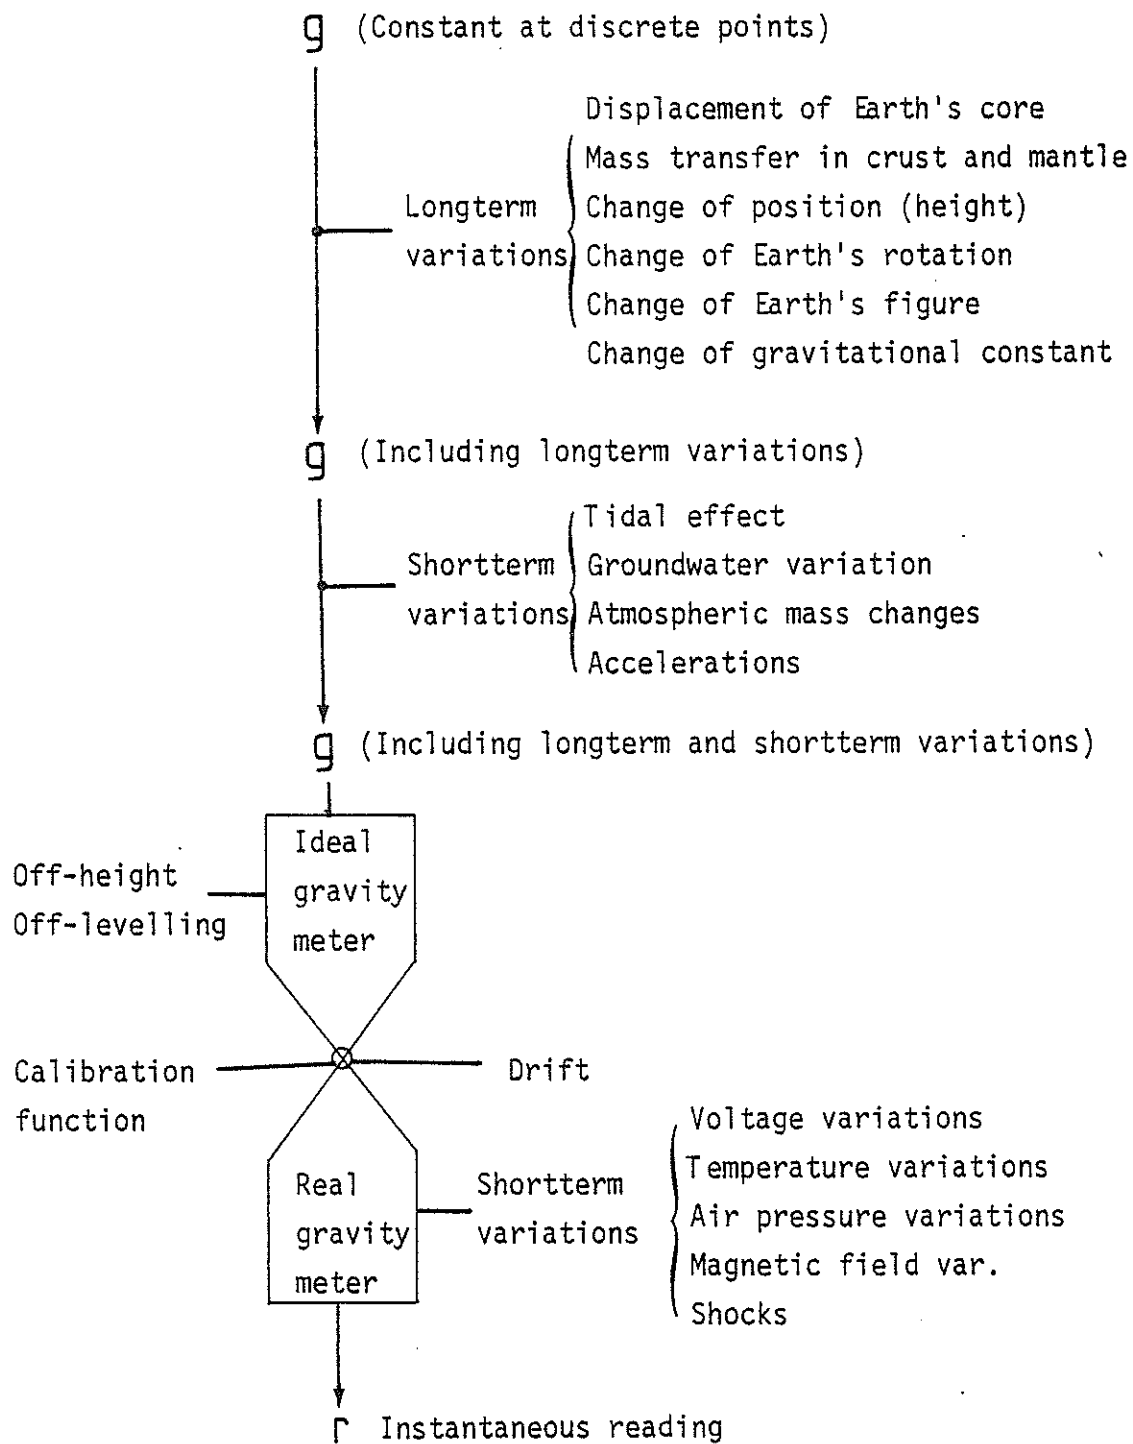 g (Constant at discrete points)
Displacement of Earth's core
Mass transfer in crust and mantle
Longterm
variations
Change of position (height)
Change of Earth's rotation
Change of Earth's figure
Change of gravitational constant
g (Including longterm variations)
Shortterm
variations
Tidal effect
Groundwater variation
Atmospheric mass changes
Accelerations
g (Including longterm and shortterm variations)
Ideal
gravity
meter
Off-height
Off-levelling
Calibration
function
Drift
Real
gravity
meter
Shortterm
variations
Voltage variations
Temperature variations
Air pressure variations
Magnetic field var.
Shocks
r Instantaneous reading